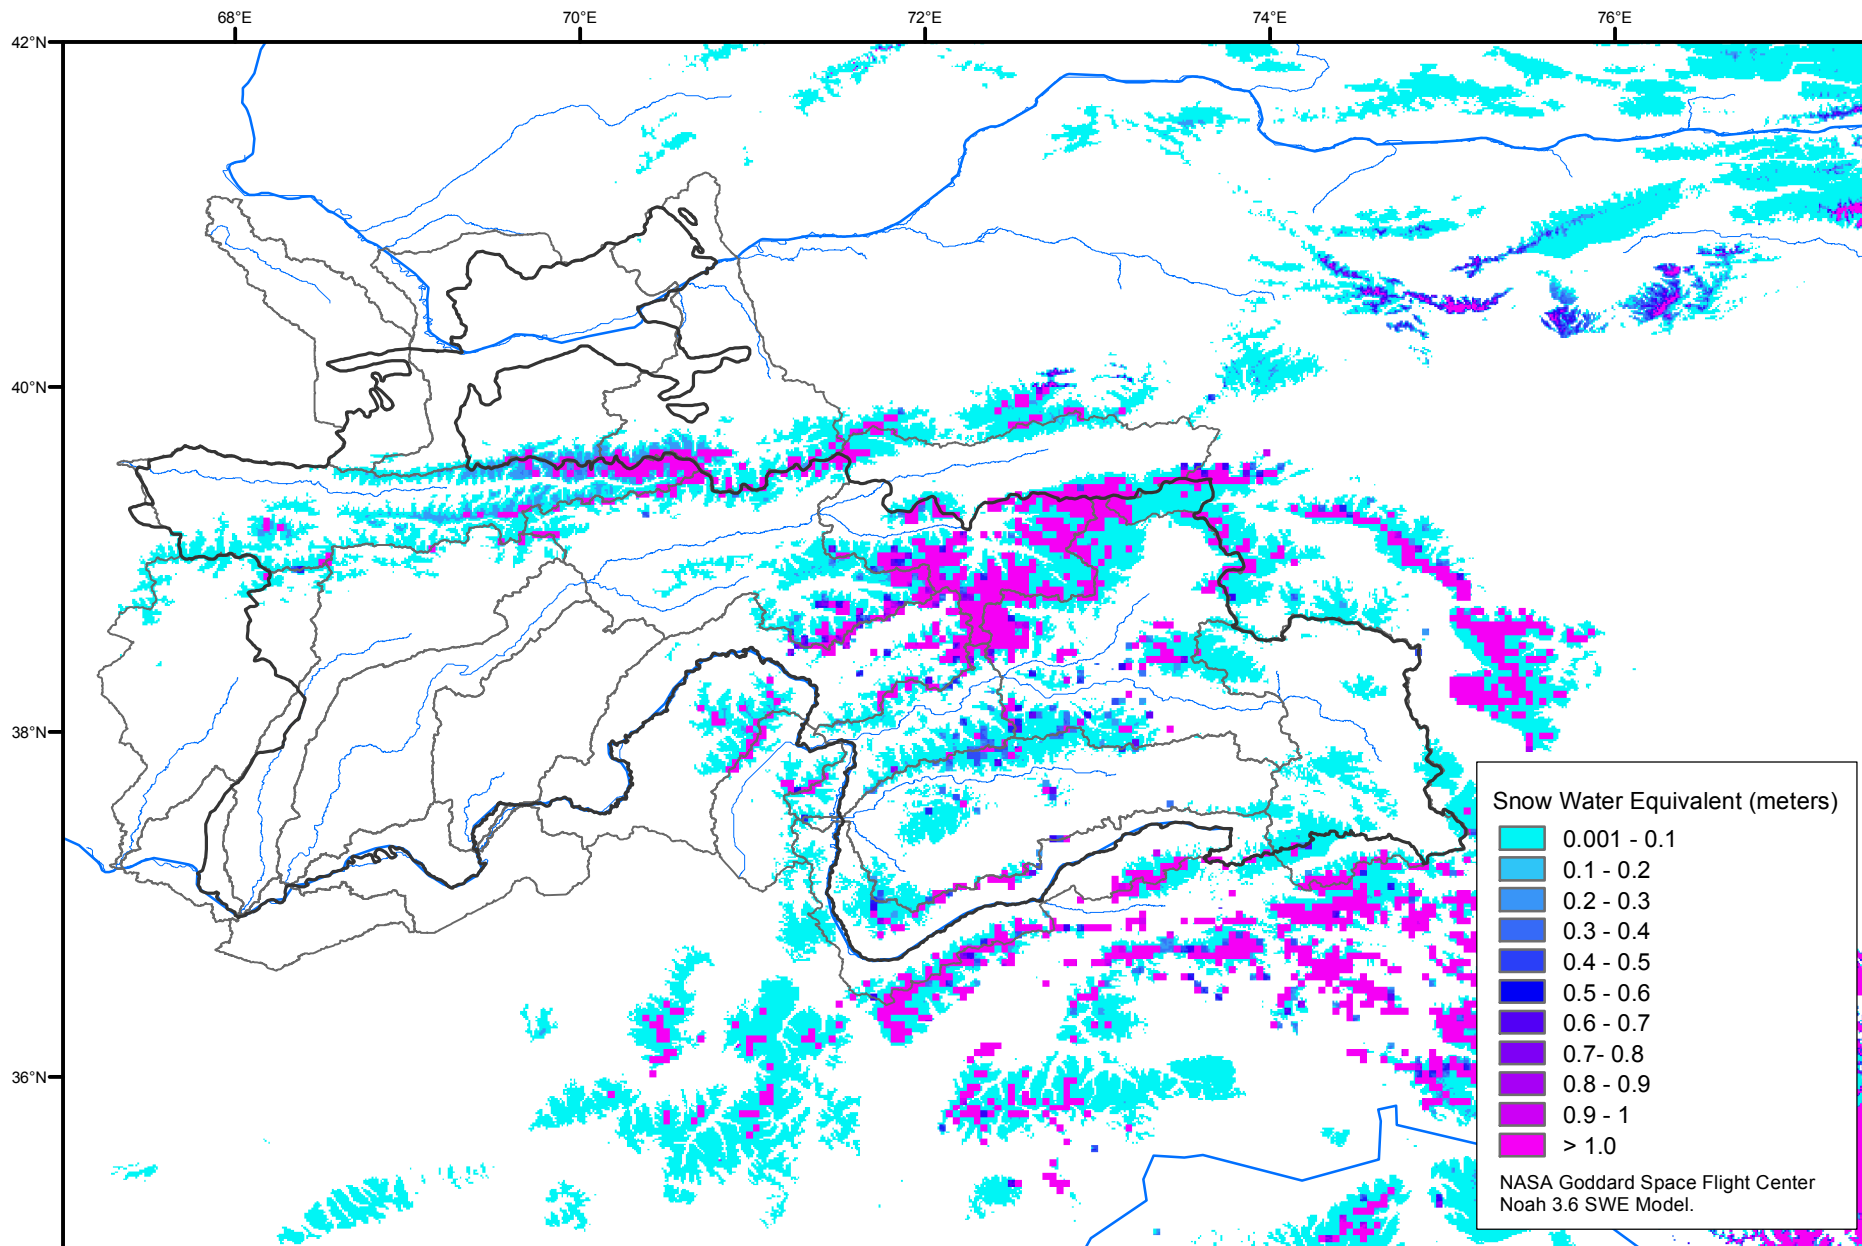 68°E 70°E 72°E 74°E 76°E
42°N
40°N
38°N
36°N
Snow Water Equivalent (meters)
0.001 - 0.1
0.1 - 0.2
0.2 - 0.3
0.3 - 0.4
0.4 - 0.5
0.5 - 0.6
0.6 - 0.7
0.7- 0.8
0.8 - 0.9
0.9 - 1
> 1.0
NASA Goddard Space Flight Center
Noah 3.6 SWE Model.